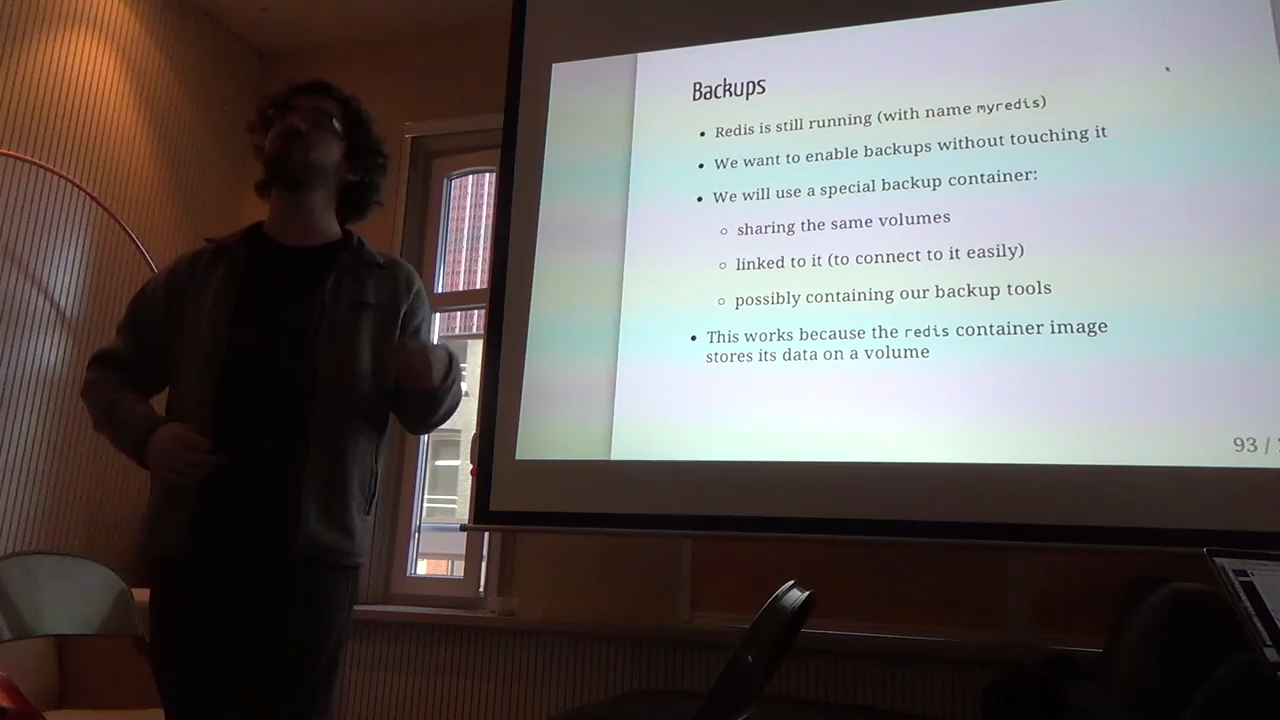 Backups
• Redis is still running (with name myredis)
• We want to enable backups without touching it
• We will use a special backup container:
○ sharing the same volumes
○ linked to it (to connect to it easily)
○ possibly containing our backup tools
• This works because the redis container image
stores its data on a volume
93 /